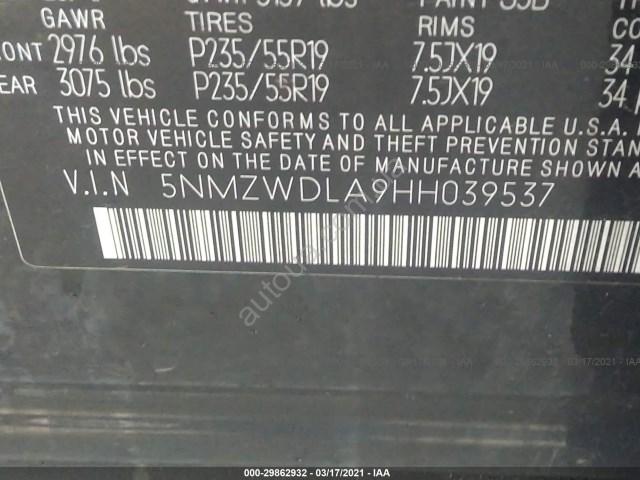 GAWR TIRES RIMS
2976 lbs P235/55R19 7.5JX19 34
3075 lbs P235/55R19 7.5JX19 34
THIS VEHICLE CONFORMS TO ALL APPLICABLE U.S.A.
MOTOR VEHICLE SAFETY AND THEFT PREVENTION
IN EFFECT ON THE DATE OF MANUFACTURE SHOWN
V.I.N 5NMZWDLA9HH039537
000-29862932 - 03/17/2021 - IAA